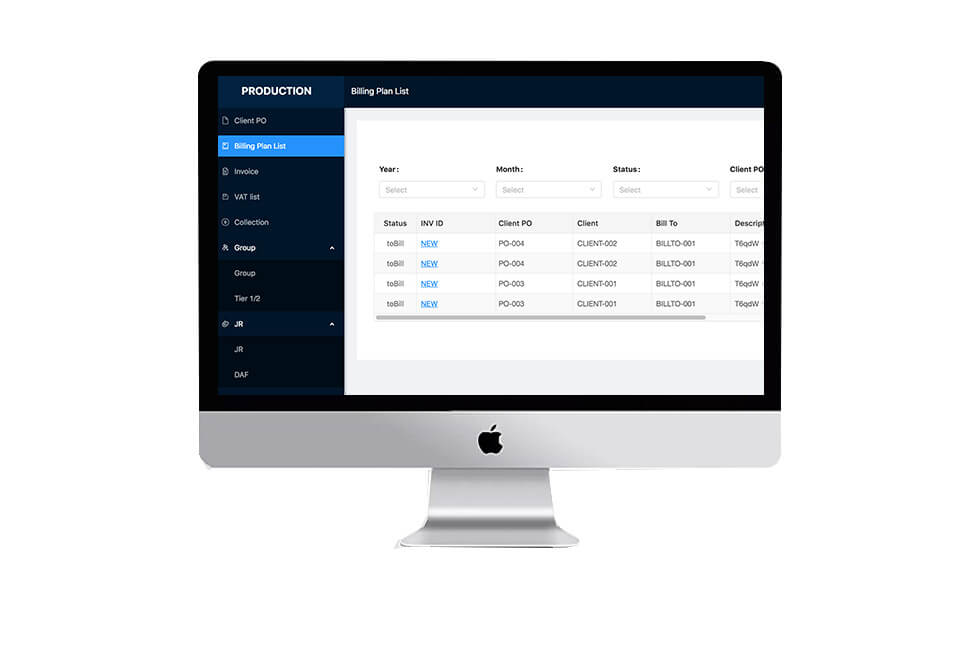 PRODUCTION
Billing Plan List
Client PO
Billing Plan List
Invoice
VAT list
Collection
Group
Group
Tier 1/2
JR
JR
DAF
Year: Month: Status: Client PO
Select Select Select Select
Status INV ID Client PO Client Bill To Descript
toBill NEW PO-004 CLIENT-002 BILLTO-001 T6qdW
toBill NEW PO-004 CLIENT-002 BILLTO-001 T6qdW
toBill NEW PO-003 CLIENT-001 BILLTO-001 T6qdW
toBill NEW PO-003 CLIENT-001 BILLTO-001 T6qdW